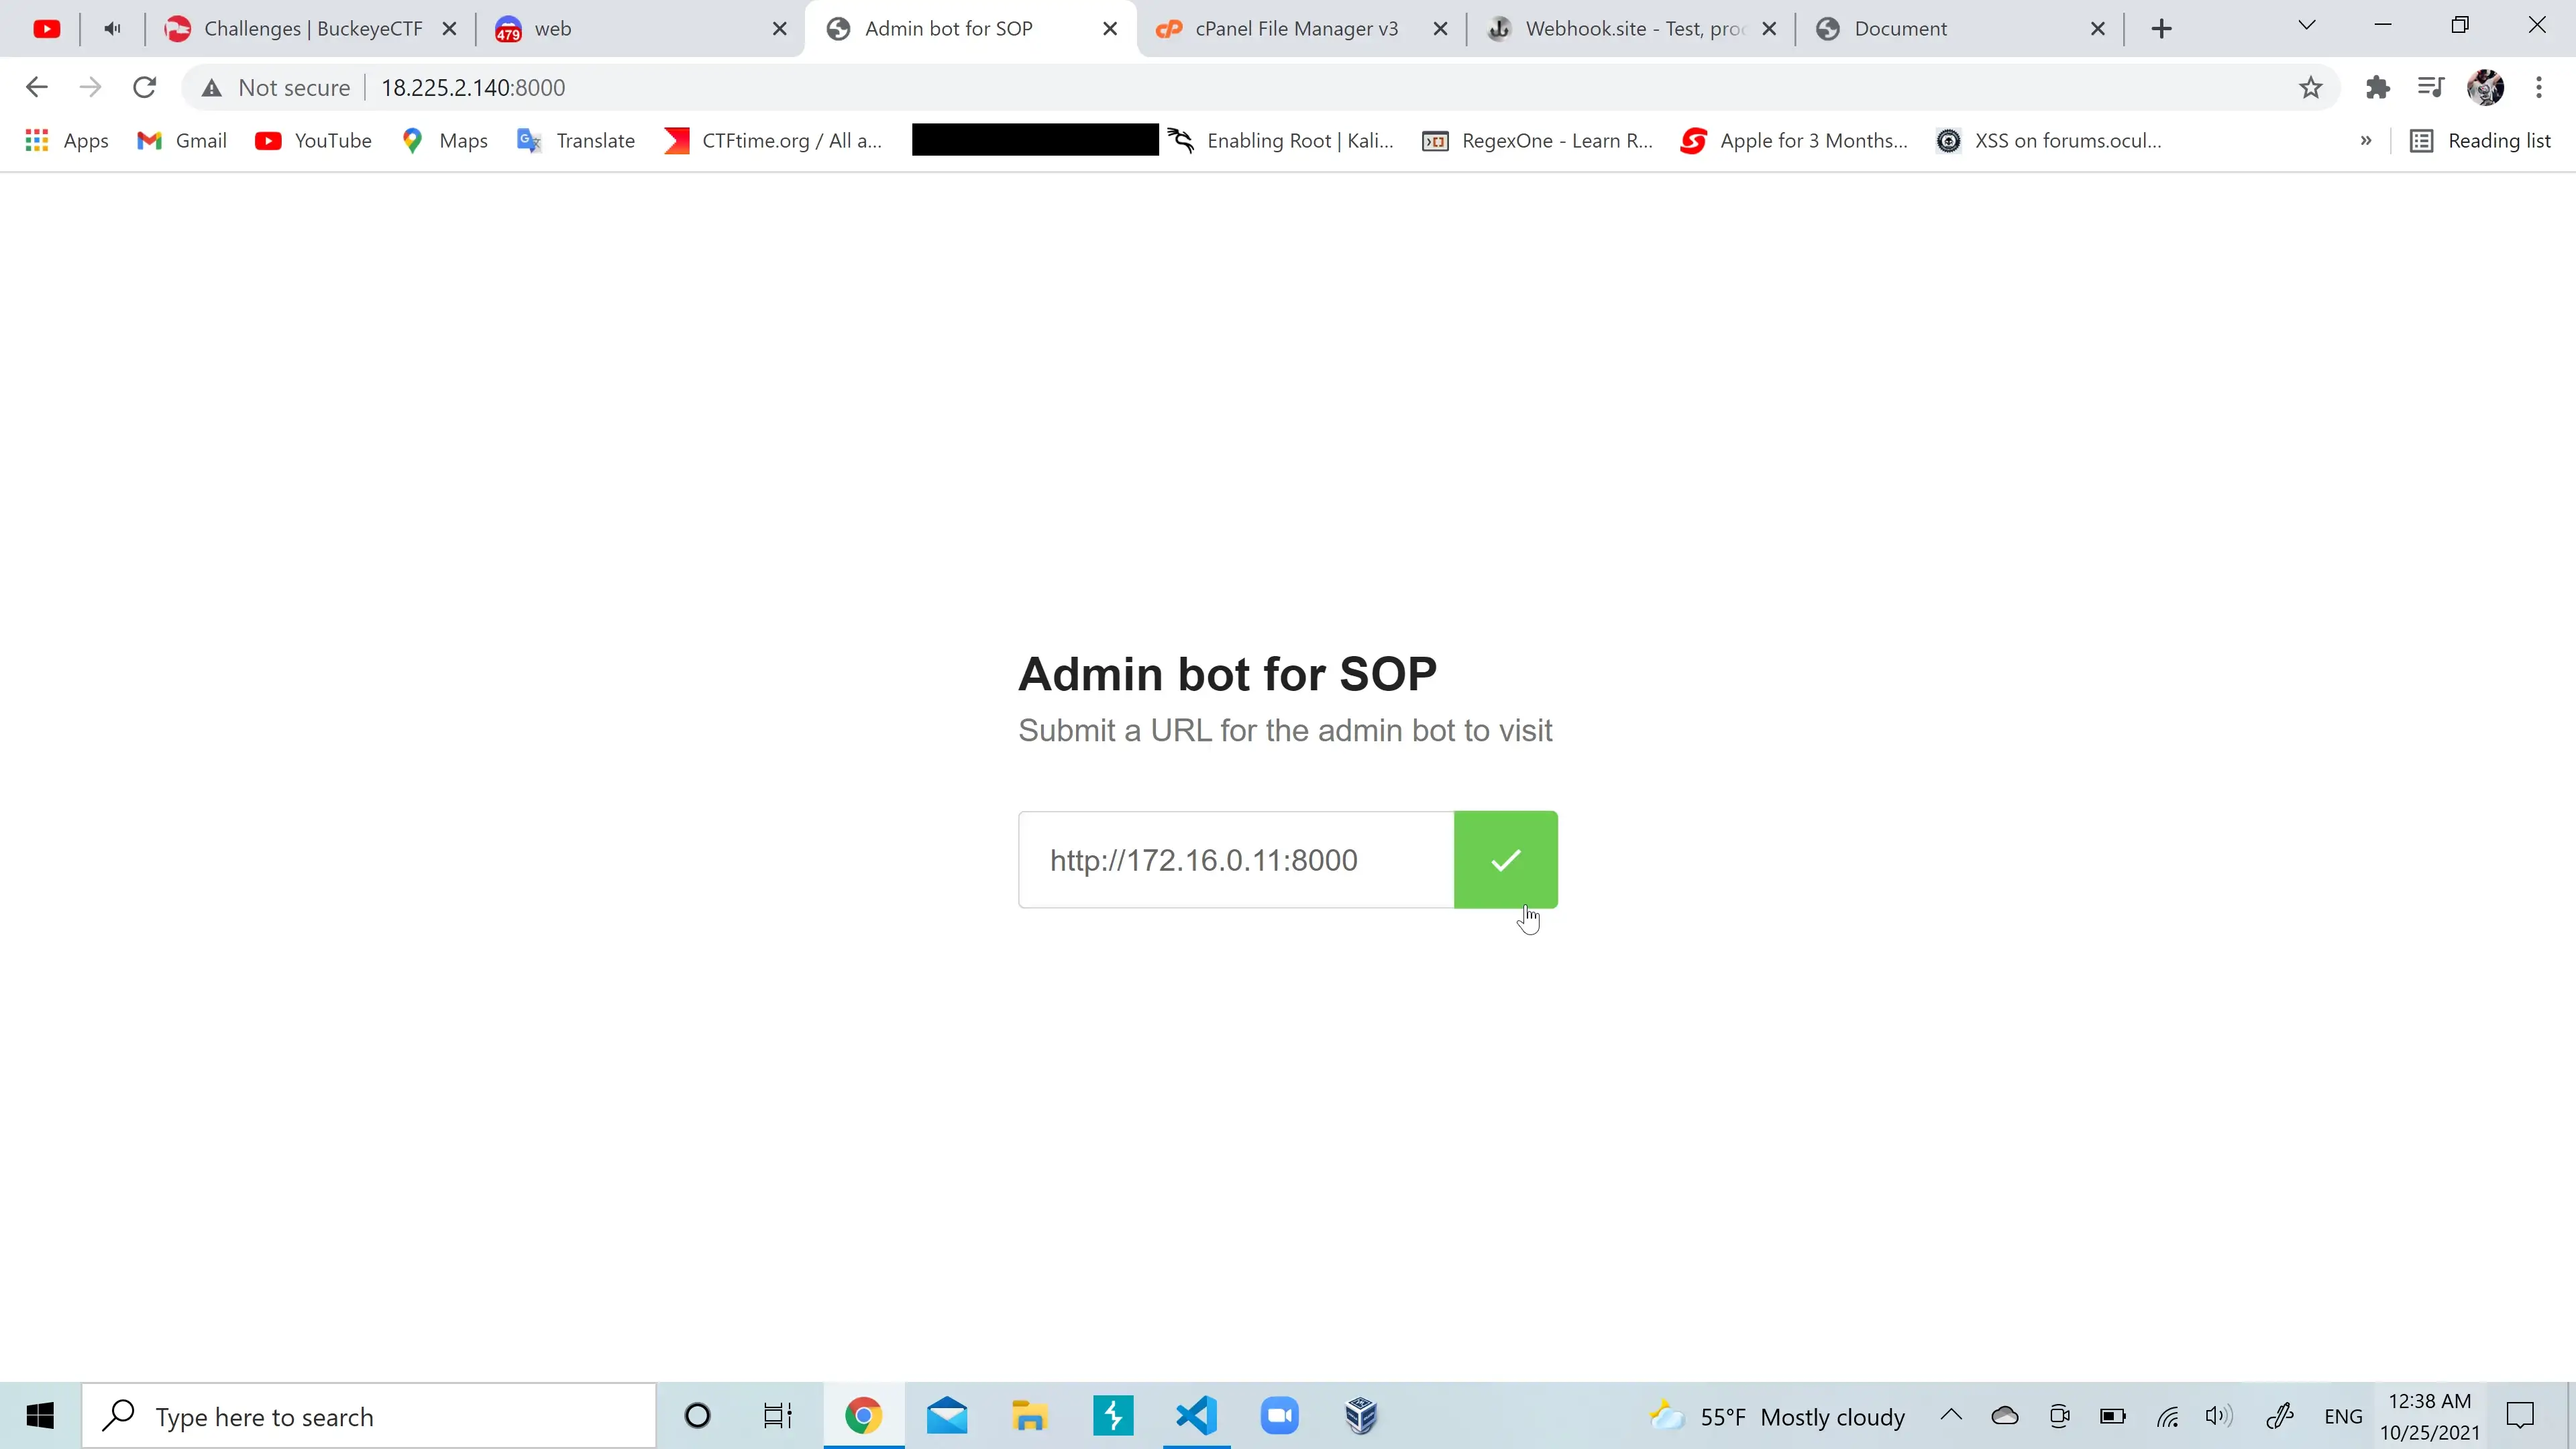 Challenges | BuckeyeCTF
479 web
Admin bot for SOP
cPanel File Manager v3
Webhook.site - Test, proc
Document
Not secure
18.225.2.140:8000
Apps
Gmail
YouTube
Maps
Translate
CTFtime.org / All a...
Enabling Root | Kali...
RegexOne - Learn R...
Apple for 3 Months...
XSS on forums.ocul...
»
Reading list
Admin bot for SOP
Submit a URL for the admin bot to visit
http://172.16.0.11:8000
Type here to search
55°F Mostly cloudy
ENG
12:38 AM
10/25/2021